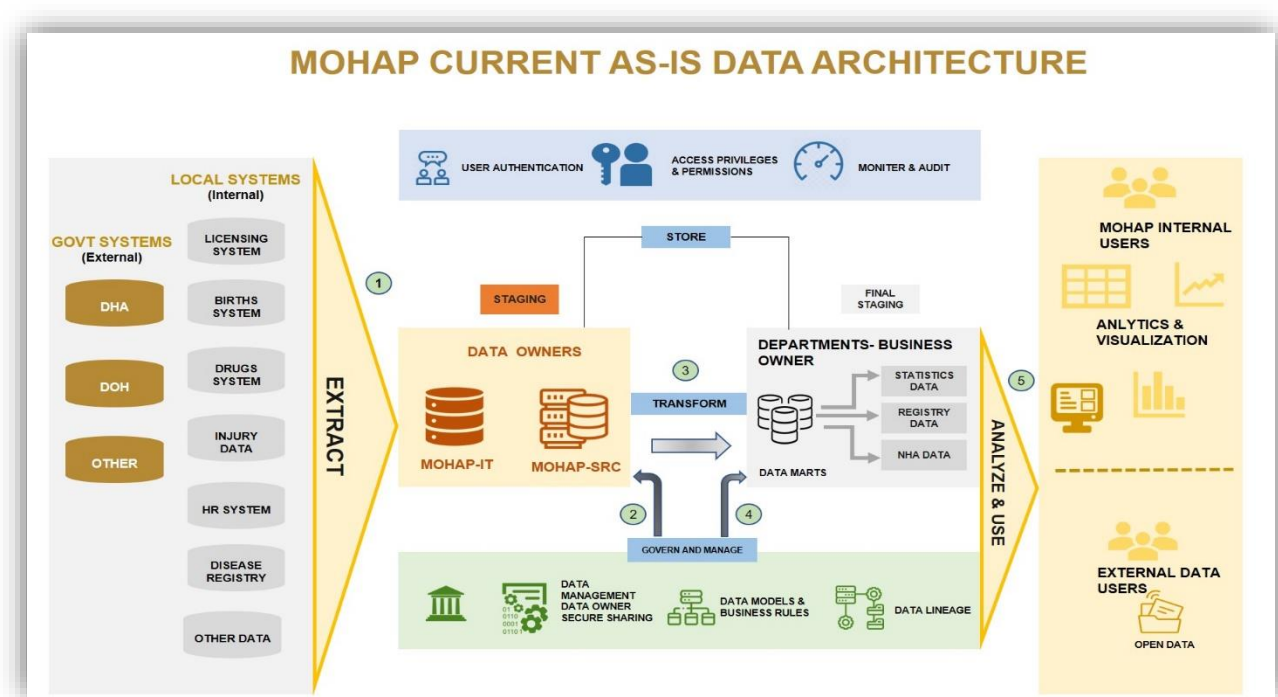 MOHAP CURRENT AS-IS DATA ARCHITECTURE
USER AUTHENTICATION
ACCESS PRIVILEGES
& PERMISSIONS
MONITER & AUDIT
LOCAL SYSTEMS
(Internal)
GOVT SYSTEMS
(External)
DHA
DOH
OTHER
LICENSING
SYSTEM
BIRTHS
SYSTEM
DRUGS
SYSTEM
INJURY
DATA
HR SYSTEM
DISEASE
REGISTRY
OTHER DATA
EXTRACT
1
STORE
STAGING
FINAL
STAGING
DATA OWNERS
MOHAP-IT
MOHAP-SRC
3
TRANSFORM
DEPARTMENTS- BUSINESS
OWNER
STATISTICS
DATA
REGISTRY
DATA
NHA DATA
DATA MARTS
2
4
GOVERN AND MANAGE
01
0110
0001
01101
DATA
MANAGEMENT
DATA OWNER
SECURE SHARING
DATA MODELS &
BUSINESS RULES
DATA LINEAGE
ANALYZE & USE
5
MOHAP INTERNAL
USERS
ANLYTICS &
VISUALIZATION
EXTERNAL DATA
USERS
OPEN DATA